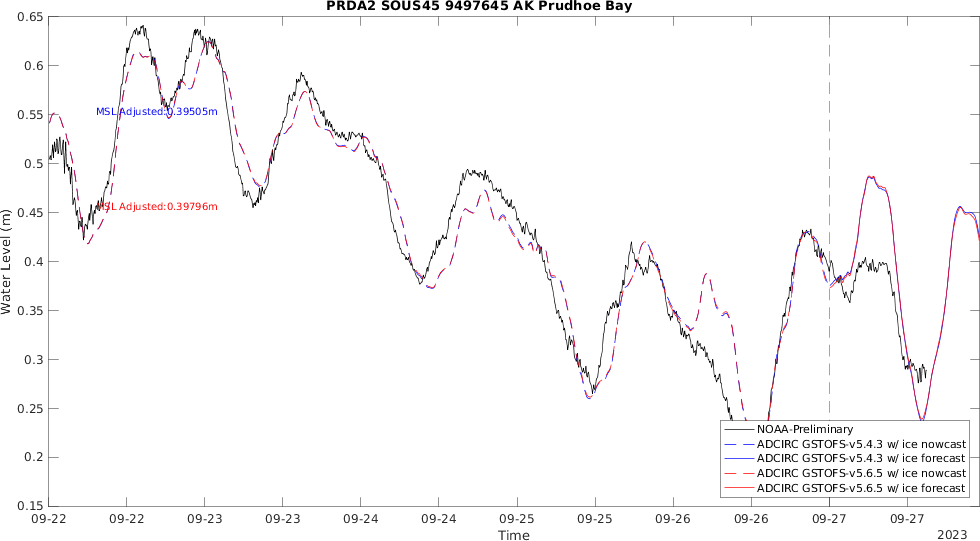 PRDA2 SOUS45 9497645 AK Prudhoe Bay
0.65
0.6
0.55
0.5
0.45
0.4
0.35
0.3
0.2
0.15
Water Level (m)
MSL Adjusted:0.39505m
MSL Adjusted:0.39796m
NOAA-Preliminary
ADCIRC GSTOFS-v5.4.3 w/ ice nowcast
ADCIRC GSTOFS-v5.4.3 w/ ice forecast
ADCIRC GSTOFS-v5.6.5 w/ ice nowcast
ADCIRC GSTOFS-v5.6.5 w/ ice forecast
09-22 09-22 09-23 09-23 09-24 09-24 09-25 09-25 09-26 09-26 09-27 09-27
Time
2023